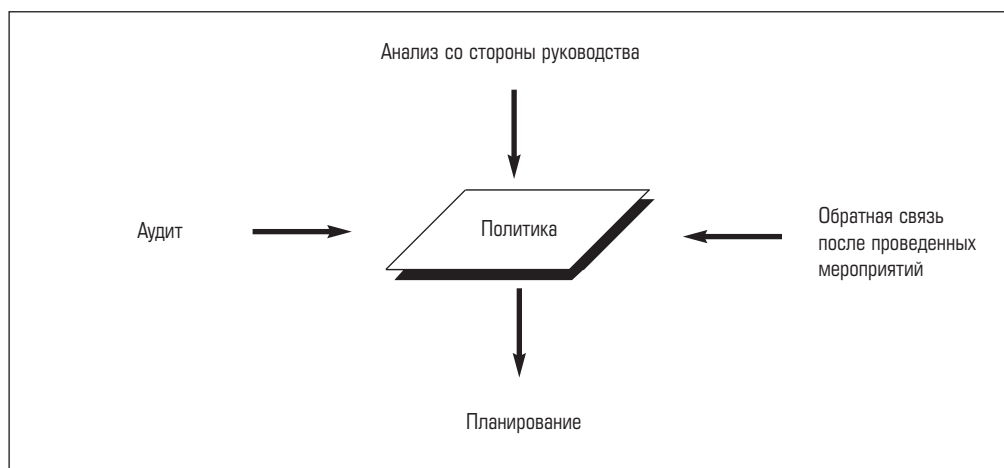 Анализ со стороны руководства
Аудит
Политика
Обратная связь
после проведенных
мероприятий
Планирование